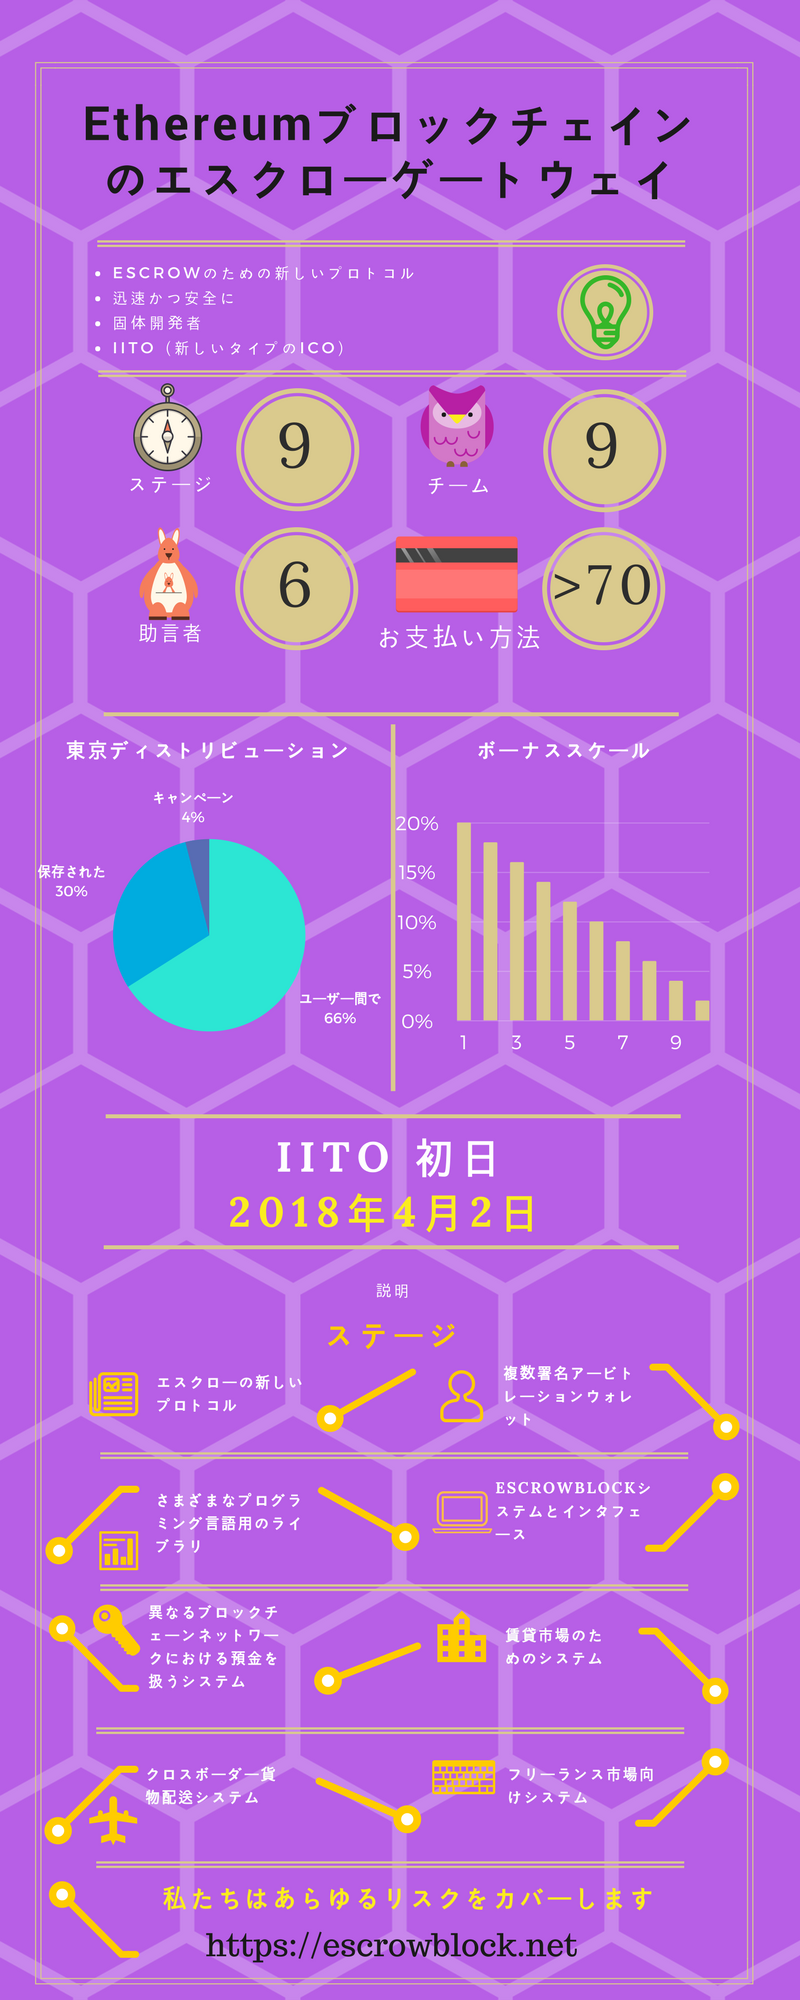 Ethereumブロックチェイン
のエスクローゲートウェイ
• ESCROWのための新しいプロトコル
• 迅速かつ安全に
• 固体開発者
• IITO（新しいタイプのICO）
9
9
ステージ
チーム
6
>70
助言者
お支払い方法
東京ディストリビューション
ボーナススケール
キャンペーン
4%
保存された
30%
ユーザー間で
66%
20%
15%
10%
5%
0%
1 3 5 7 9
IITO 初日
2018年4月2日
説明
ステージ
エスクローの新しい
プロトコル
複数署名アービト
レーションウォレ
ット
さまざまなプログラ
ミング言語用のライ
ブラリ
ESCROWBLOCKシ
ステムとインタフェ
ース
異なるブロックチ
ェーンネットワー
クにおける預金を
扱うシステム
賃貸市場のた
めのシステム
クロスボーダー貨
物配送システム
フリーランス市場向
けシステム
私たちはあらゆるリスクをカバーします
https://escrowblock.net